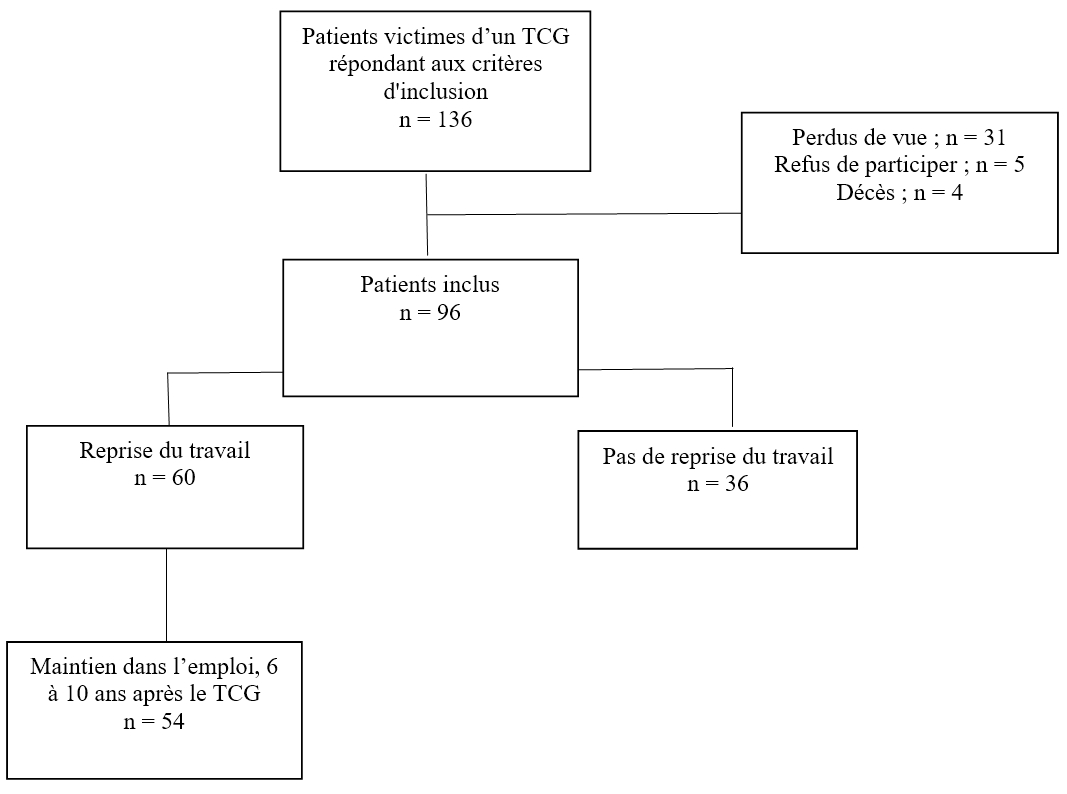 Patients victimes d’un TCG
répondant aux critères
d'inclusion
n = 136
Perdus de vue ; n = 31
Refus de participer ; n = 5
Décès ; n = 4
Patients inclus
n = 96
Reprise du travail
n = 60
Pas de reprise du travail
n = 36
Maintien dans l’emploi, 6
à 10 ans après le TCG
n = 54